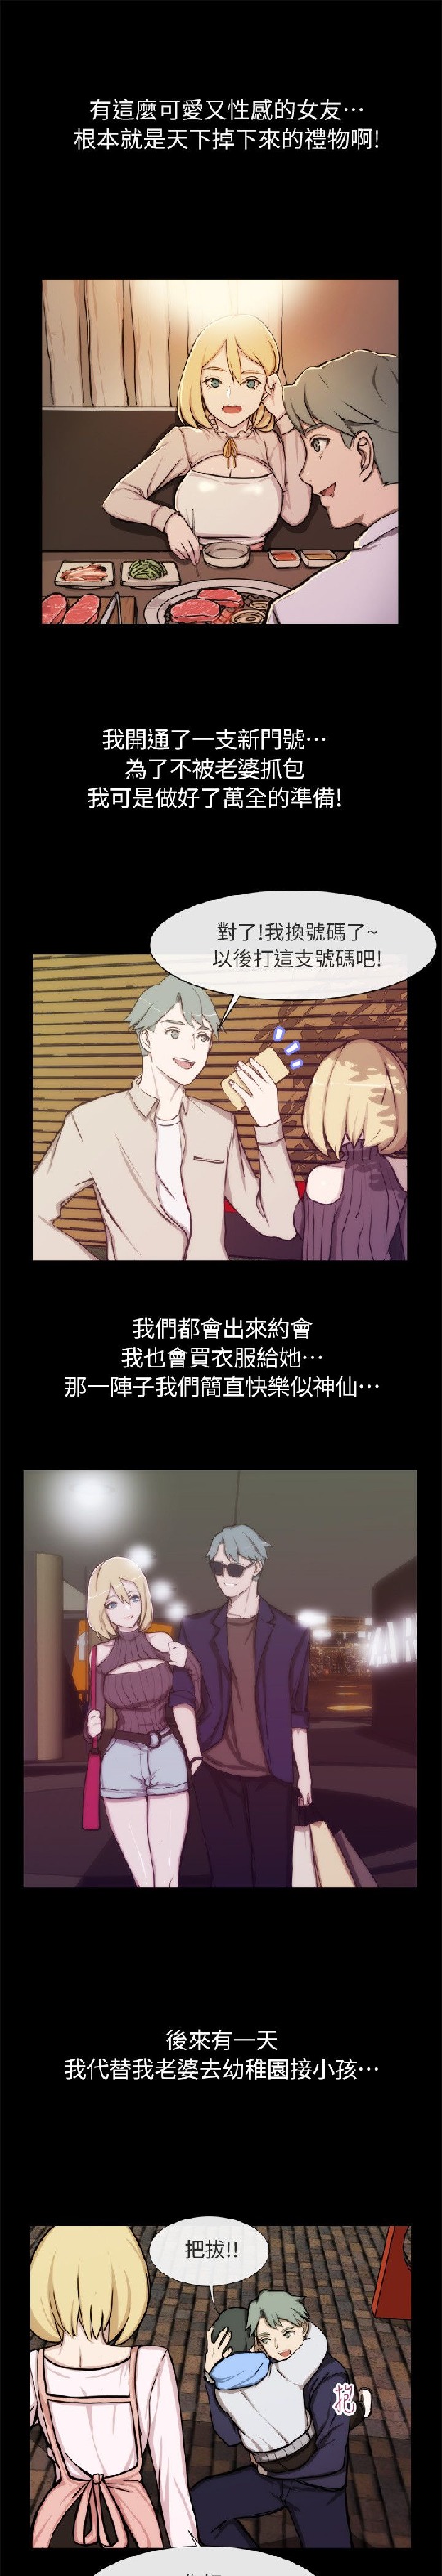 有這麼可愛又性感的女友…
根本就是天下掉下來的禮物啊!
我開通了一支新門號…
為了不被老婆抓包
我可是做好了萬全的準備!
對了!我換號碼了~
以後打這支號碼吧!
我們都會出來約會
我也會買衣服給她…
那一陣子我們簡直快樂似神仙…
後來有一天
我代替我老婆去幼稚園接小孩…
把拔!!